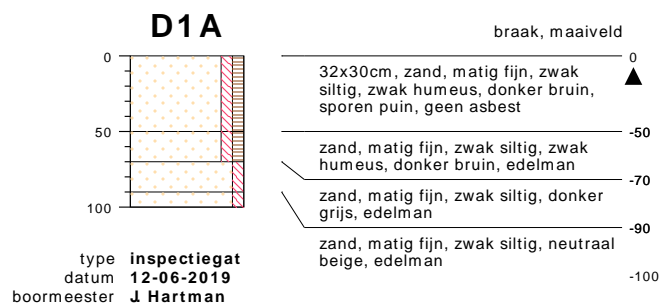 D1A
braak, maaiveld
0
0
32x30cm, zand, matig fijn, zwak
siltig, zwak humeus, donker bruin,
sporen puin, geen asbest
50
-50
zand, matig fijn, zwak siltig, zwak
humeus, donker bruin, edelman
-70
zand, matig fijn, zwak siltig, donker
grijs, edelman
100
-90
zand, matig fijn, zwak siltig, neutraal
beige, edelman
-100
type inspectiegat
datum 12-06-2019
boormeester J. Hartman